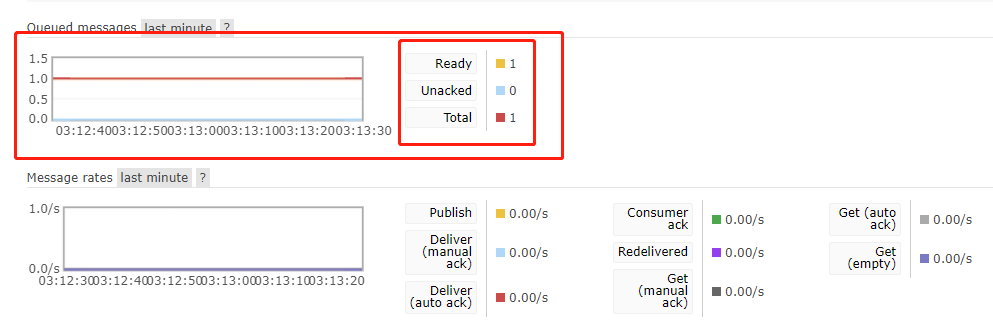 Queued messages last minute ?
1.5
1.0
0.5
0.0
03:12:40 03:12:50 03:13:00 03:13:10 03:13:20 03:13:30
Ready 1
Unacked 0
Total 1
Message rates last minute ?
1.0/s
0.0/s
03:12:30 03:12:40 03:12:50 03:13:00 03:13:10 03:13:20
Publish 0.00/s
Deliver
(manual
ack) 0.00/s
Deliver
(auto ack) 0.00/s
Consumer
ack 0.00/s
Redelivered 0.00/s
Get
(manual
ack) 0.00/s
Get (auto
ack) 0.00/s
Get
(empty) 0.00/s